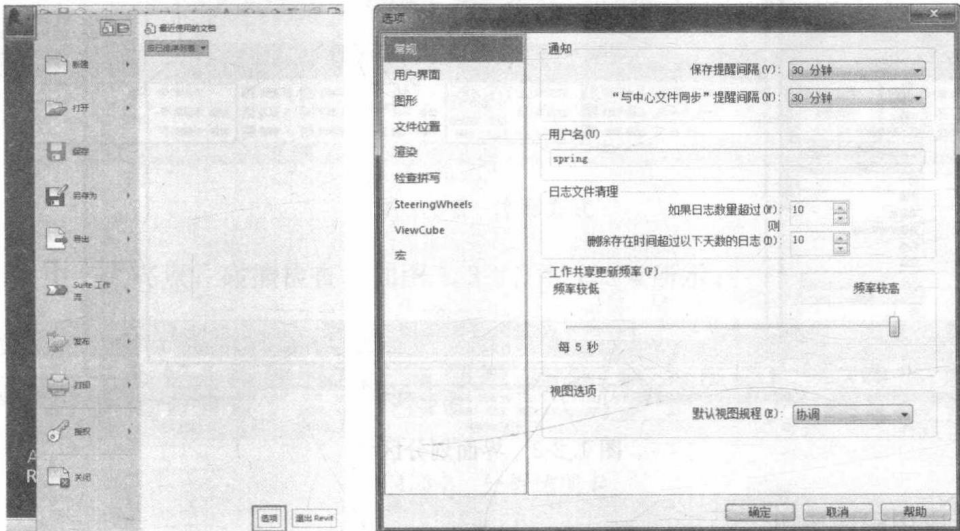 最近使用的文档
按已排序列表
新建
打开
保存
另存为
导出
Suite 工作流
发布
打印
授权
关闭
选项
退出 Revit
选项
常规
用户界面
图形
文件位置
渲染
检查拼写
SteeringWheels
ViewCube
宏
通知
保存提醒间隔(V): 30 分钟
“与中心文件同步”提醒间隔(N): 30 分钟
用户名(U)
spring
日志文件清理
如果日志数量超过(W): 10
则
删除存在时间超过以下天数的日志(D): 10
工作共享更新频率(F)
频率较低 频率较高
每 5 秒
视图选项
默认视图规程(E): 协调
确定 取消 帮助